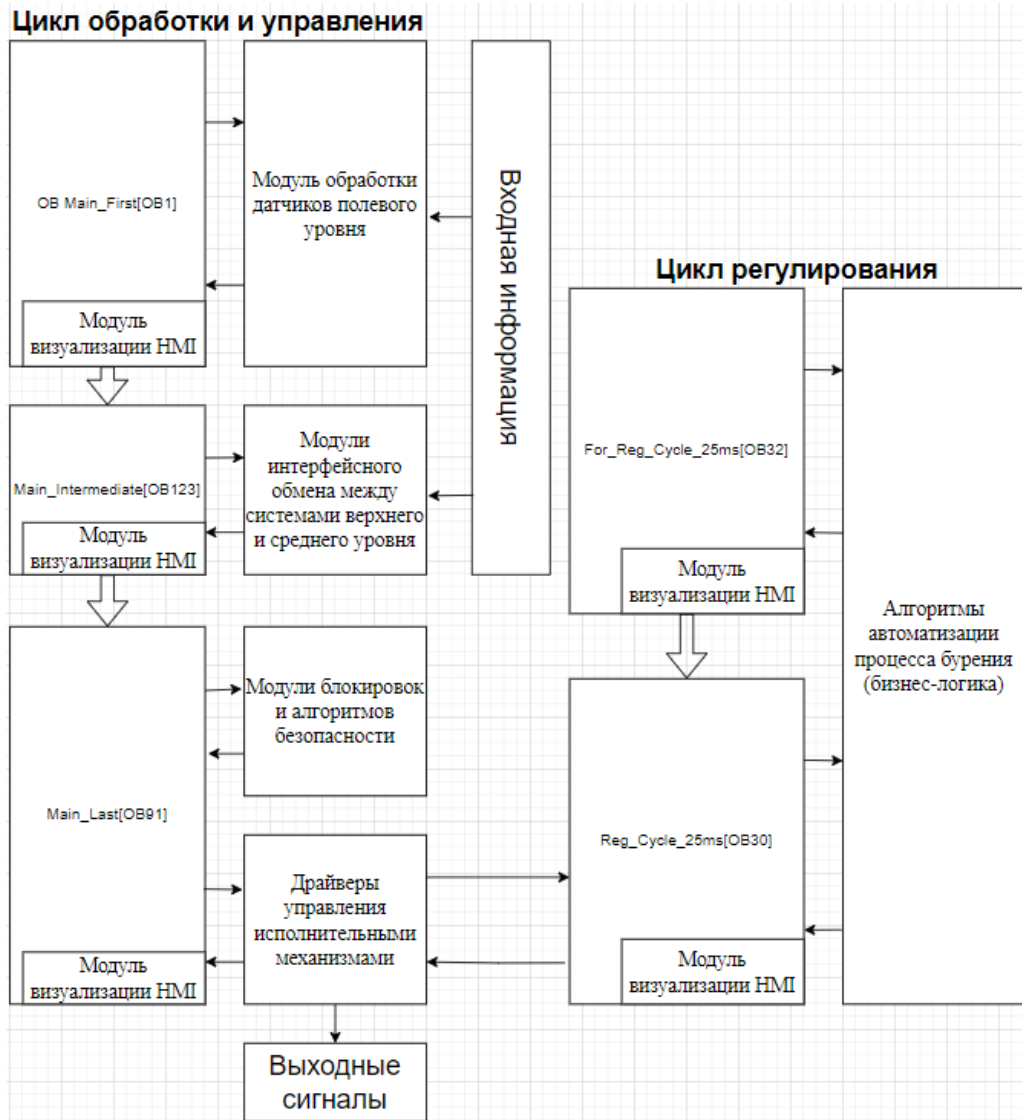 Цикл обработки и управления
OB Main_First[OB1]
Модуль
визуализации HMI
Модуль обработки
датчиков полевого
уровня
Входная информация
Main_Intermediate[OB123]
Модуль
визуализации HMI
Модули
интерфейсного
обмена между
системами верхнего
и среднего уровня
Main_Last[OB91]
Модуль
визуализации HMI
Модули блокировок
и алгоритмов
безопасности
Драйверы
управления
исполнительными
механизмами
Выходные
сигналы
Цикл регулирования
For_Reg_Cycle_25ms[OB32]
Модуль
визуализации HMI
Reg_Cycle_25ms[OB30]
Модуль
визуализации HMI
Алгоритмы
автоматизации
процесса бурения
(бизнес-логика)